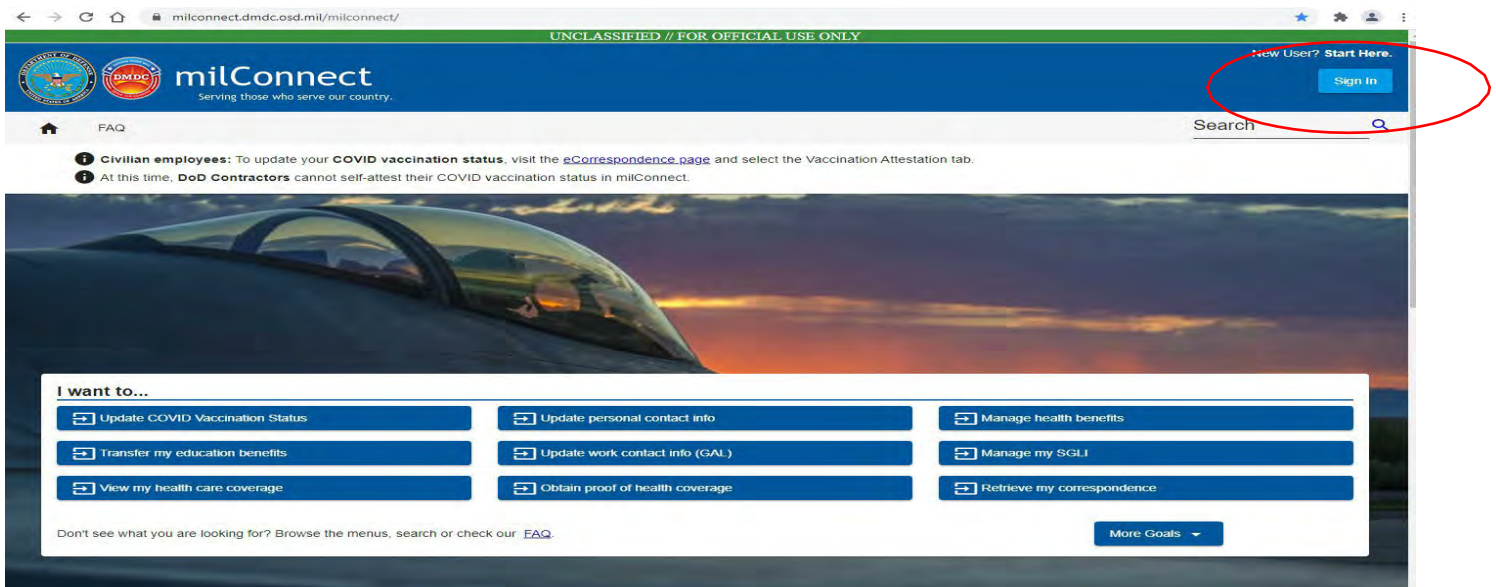 milconnect.dmdc.osd.mil/milconnect/
UNCLASSIFIED // FOR OFFICIAL USE ONLY
New User? Start Here.
DMDC
milConnect
Serving those who serve our country.
Sign In
FAQ
Search
Civilian employees: To update your COVID vaccination status, visit the eCorrespondence page and select the Vaccination Attestation tab.
At this time, DoD Contractors cannot self-attest their COVID vaccination status in milConnect.
I want to...
Update COVID Vaccination Status
Update personal contact info
Manage health benefits
Transfer my education benefits
Update work contact info (GAL)
Manage my SGLI
View my health care coverage
Obtain proof of health coverage
Retrieve my correspondence
Don't see what you are looking for? Browse the menus, search or check our FAQ.
More Goals